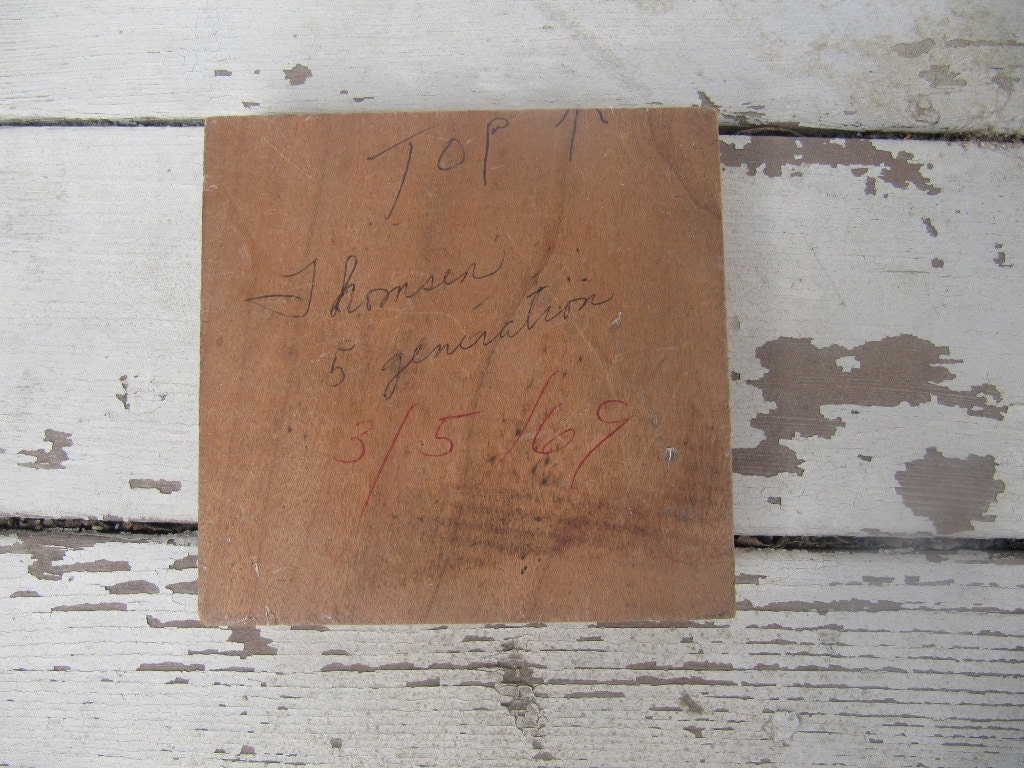 TOP ↑
Thomsen
5 generation
3/5/69